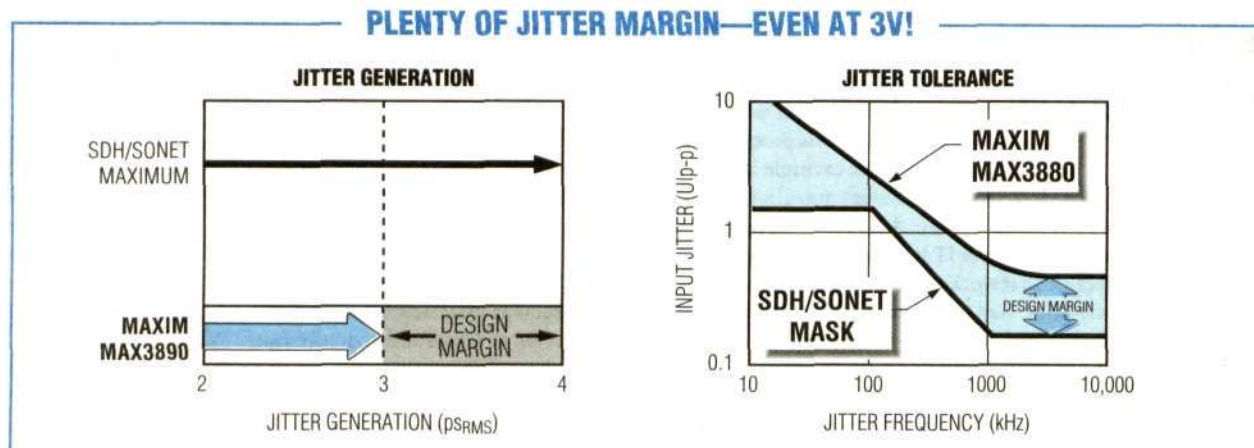 PLENTY OF JITTER MARGIN—EVEN AT 3V!
JITTER GENERATION
SDH/SONET
MAXIMUM
MAXIM
MAX3890
DESIGN
MARGIN
2
3
4
JITTER GENERATION (psRMS)
JITTER TOLERANCE
INPUT JITTER (UIp-p)
10
1
0.1
MAXIM
MAX3880
SDH/SONET
MASK
DESIGN MARGIN
10
100
1000
10,000
JITTER FREQUENCY (kHz)